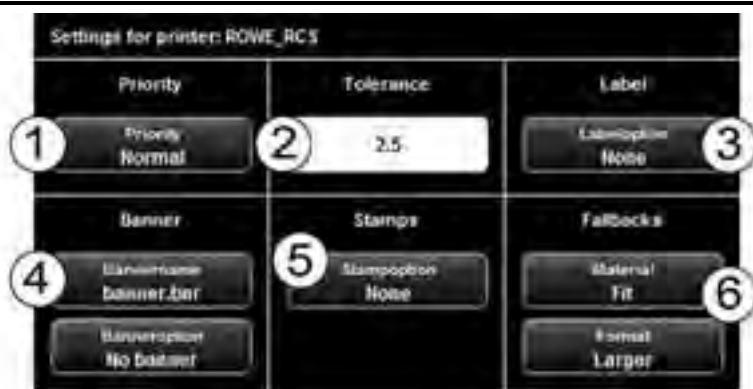 Settings for printer: ROWE_RCS
Priority
Tolerance
Label
1
Priority
Normal
2
2.5
Labeloption
None
3
Banner
Stamps
Fallbacks
4
Bannername
banner.bnr
5
Stampoption
None
Material
Fit
6
Banneroption
No banner
Format
Larger